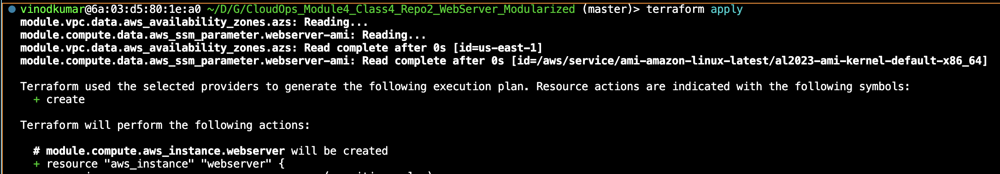 vinodkumar@6a:03:d5:80:1e:a0 ~/D/G/CloudOps_Module4_Class4_Repo2_WebServer_Modularized (master)> terraform apply
module.vpc.data.aws_availability_zones.azs: Reading...
module.compute.data.aws_ssm_parameter.webserver-ami: Reading...
module.vpc.data.aws_availability_zones.azs: Read complete after 0s [id=us-east-1]
module.compute.data.aws_ssm_parameter.webserver-ami: Read complete after 0s [id=/aws/service/ami-amazon-linux-latest/al2023-ami-kernel-default-x86_64]
Terraform used the selected providers to generate the following execution plan. Resource actions are indicated with the following symbols:
+ create
Terraform will perform the following actions:
# module.compute.aws_instance.webserver will be created
+ resource "aws_instance" "webserver" {